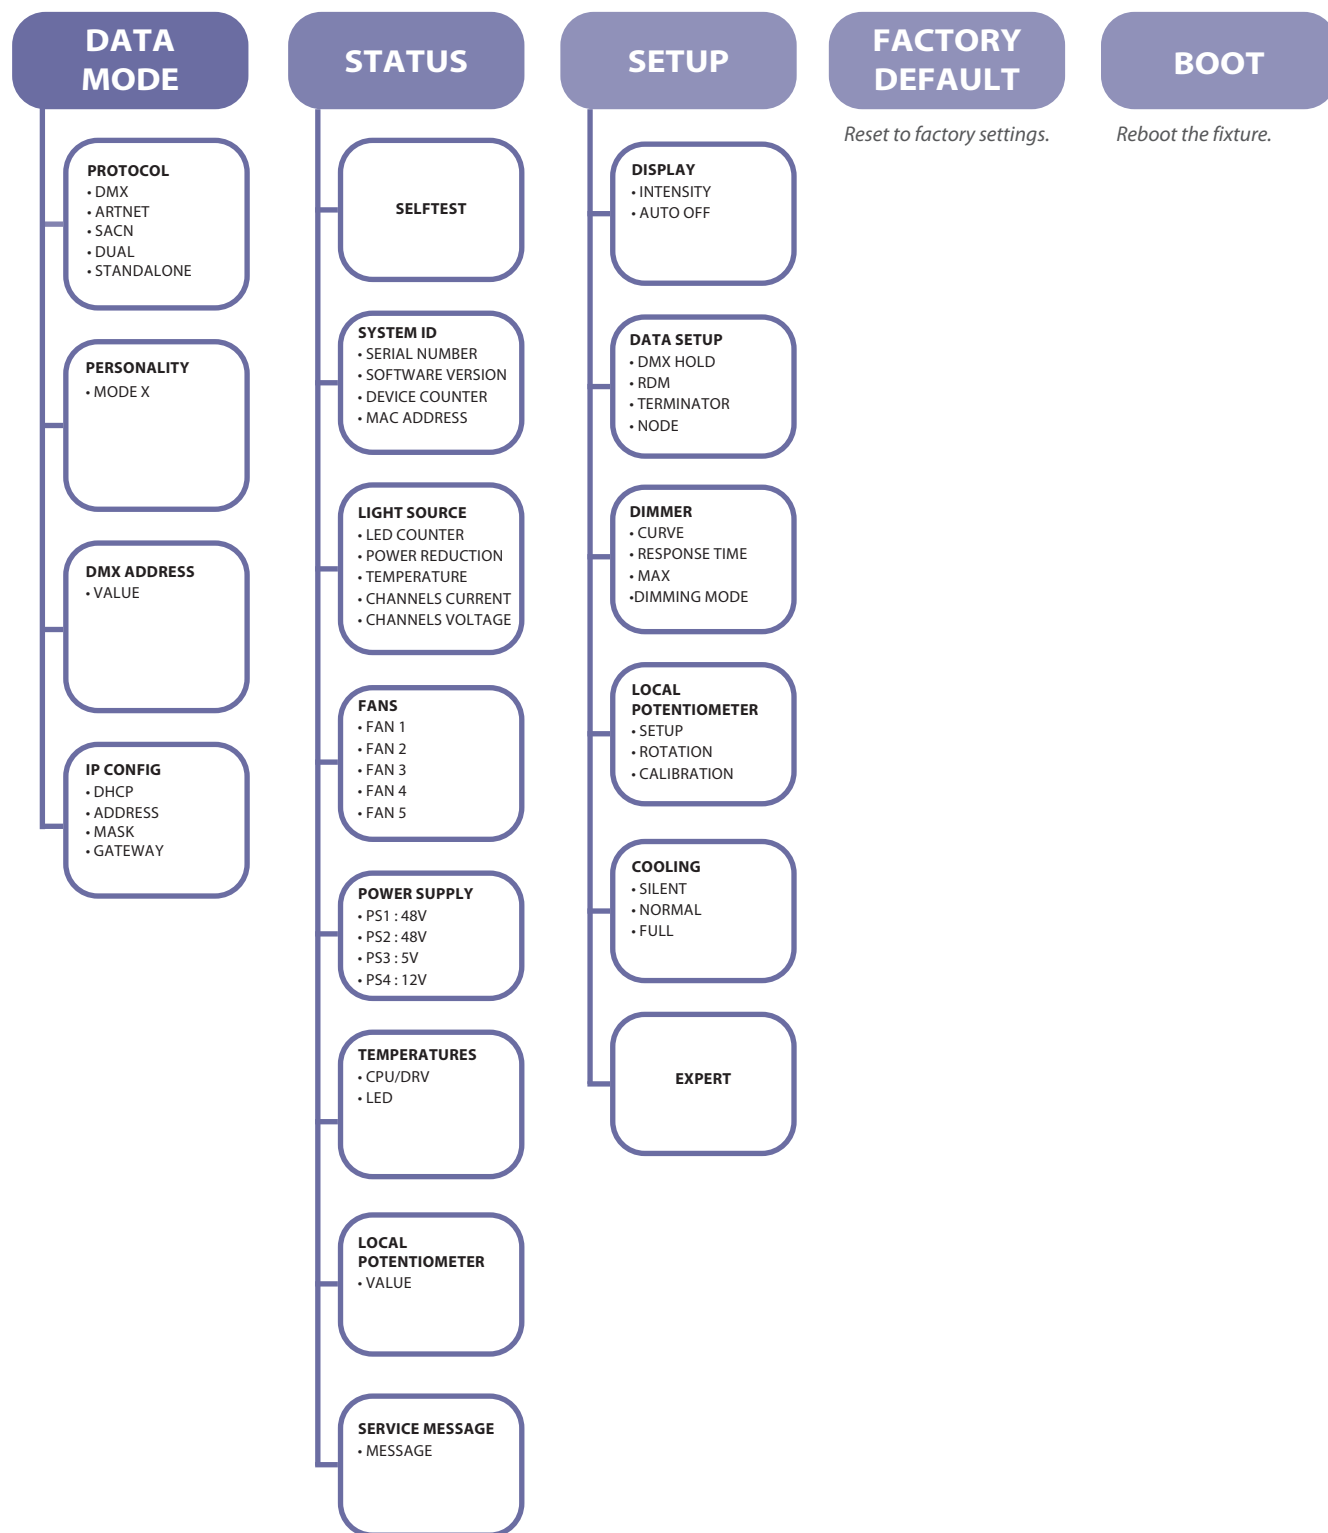 DATA
MODE
PROTOCOL
• DMX
• ARTNET
• SACN
• DUAL
• STANDALONE
PERSONALITY
• MODE X
DMX ADDRESS
• VALUE
IP CONFIG
• DHCP
• ADDRESS
• MASK
• GATEWAY
STATUS
SELFTEST
SYSTEM ID
• SERIAL NUMBER
• SOFTWARE VERSION
• DEVICE COUNTER
• MAC ADDRESS
LIGHT SOURCE
• LED COUNTER
• POWER REDUCTION
• TEMPERATURE
• CHANNELS CURRENT
• CHANNELS VOLTAGE
FANS
• FAN 1
• FAN 2
• FAN 3
• FAN 4
• FAN 5
POWER SUPPLY
• PS1 : 48V
• PS2 : 48V
• PS3 : 5V
• PS4 : 12V
TEMPERATURES
• CPU/DRV
• LED
LOCAL
POTENTIOMETER
• VALUE
SERVICE MESSAGE
• MESSAGE
SETUP
DISPLAY
• INTENSITY
• AUTO OFF
DATA SETUP
• DMX HOLD
• RDM
• TERMINATOR
• NODE
DIMMER
• CURVE
• RESPONSE TIME
• MAX
•DIMMING MODE
LOCAL
POTENTIOMETER
• SETUP
• ROTATION
• CALIBRATION
COOLING
• SILENT
• NORMAL
• FULL
EXPERT
FACTORY
DEFAULT
Reset to factory settings.
BOOT
Reboot the fixture.